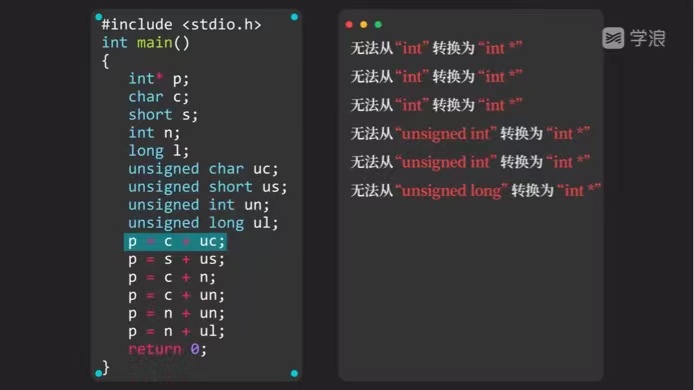 #include <stdio.h>
int main()
{
int* p;
char c;
short s;
int n;
long l;
unsigned char uc;
unsigned short us;
unsigned int un;
unsigned long ul;
p = c + uc;
p = s + us;
p = c + n;
p = c + un;
p = n + un;
p = n + ul;
return 0;
}
无法从“int”转换为“int *”
无法从“int”转换为“int *”
无法从“int”转换为“int *”
无法从“unsigned int”转换为“int *”
无法从“unsigned int”转换为“int *”
无法从“unsigned long”转换为“int *”
学浪